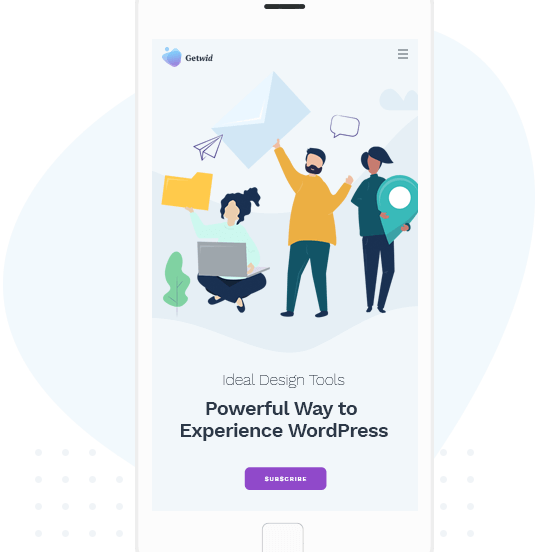 Getwid
Ideal Design Tools
Powerful Way to
Experience WordPress
SUBSCRIBE